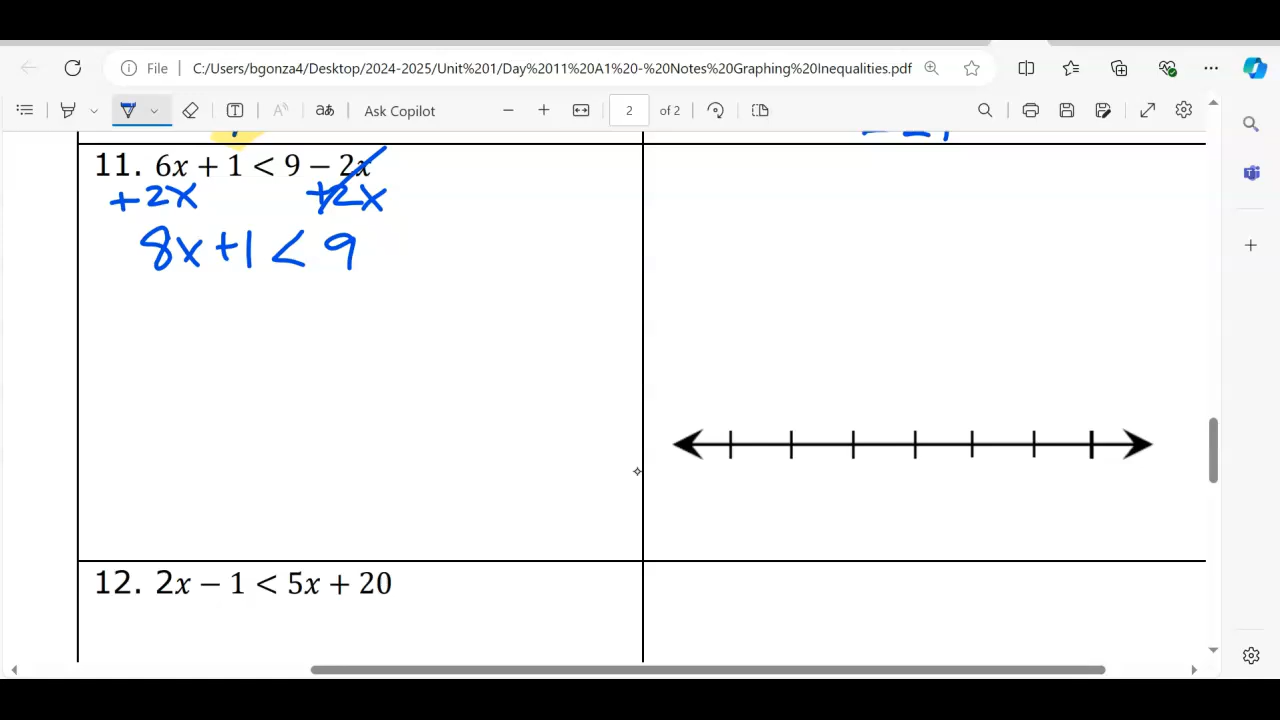 File | C:/Users/bgonza4/Desktop/2024-2025/Unit%201/Day%2011%20A1%20-%20Notes%20Graphing%20Inequalities.pdf
Ask Copilot 2 of 2
11. 6x + 1 < 9 − 2x
+2x +2x
8x + 1 < 9
12. 2x − 1 < 5x + 20